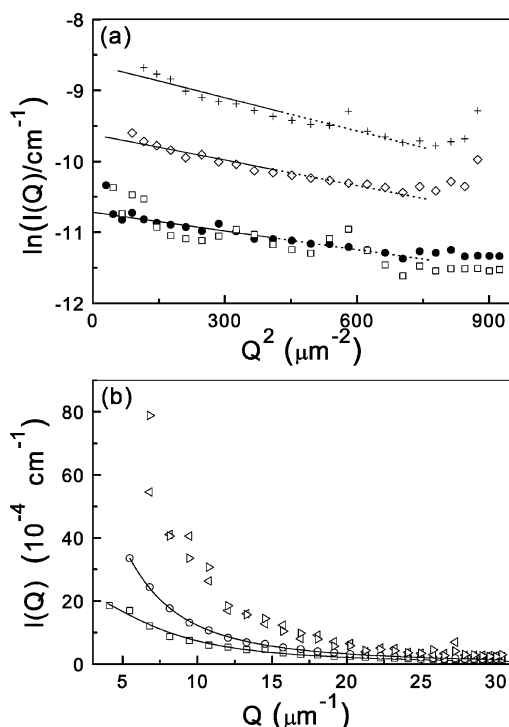 (a)
-8
-9
-10
-11
-12
ln(I(Q)/cm⁻¹)
0 300 600 900
Q² (μm⁻²)
(b)
80
60
40
20
0
I(Q) (10⁻⁴ cm⁻¹)
5 10 15 20 25 30
Q (μm⁻¹)